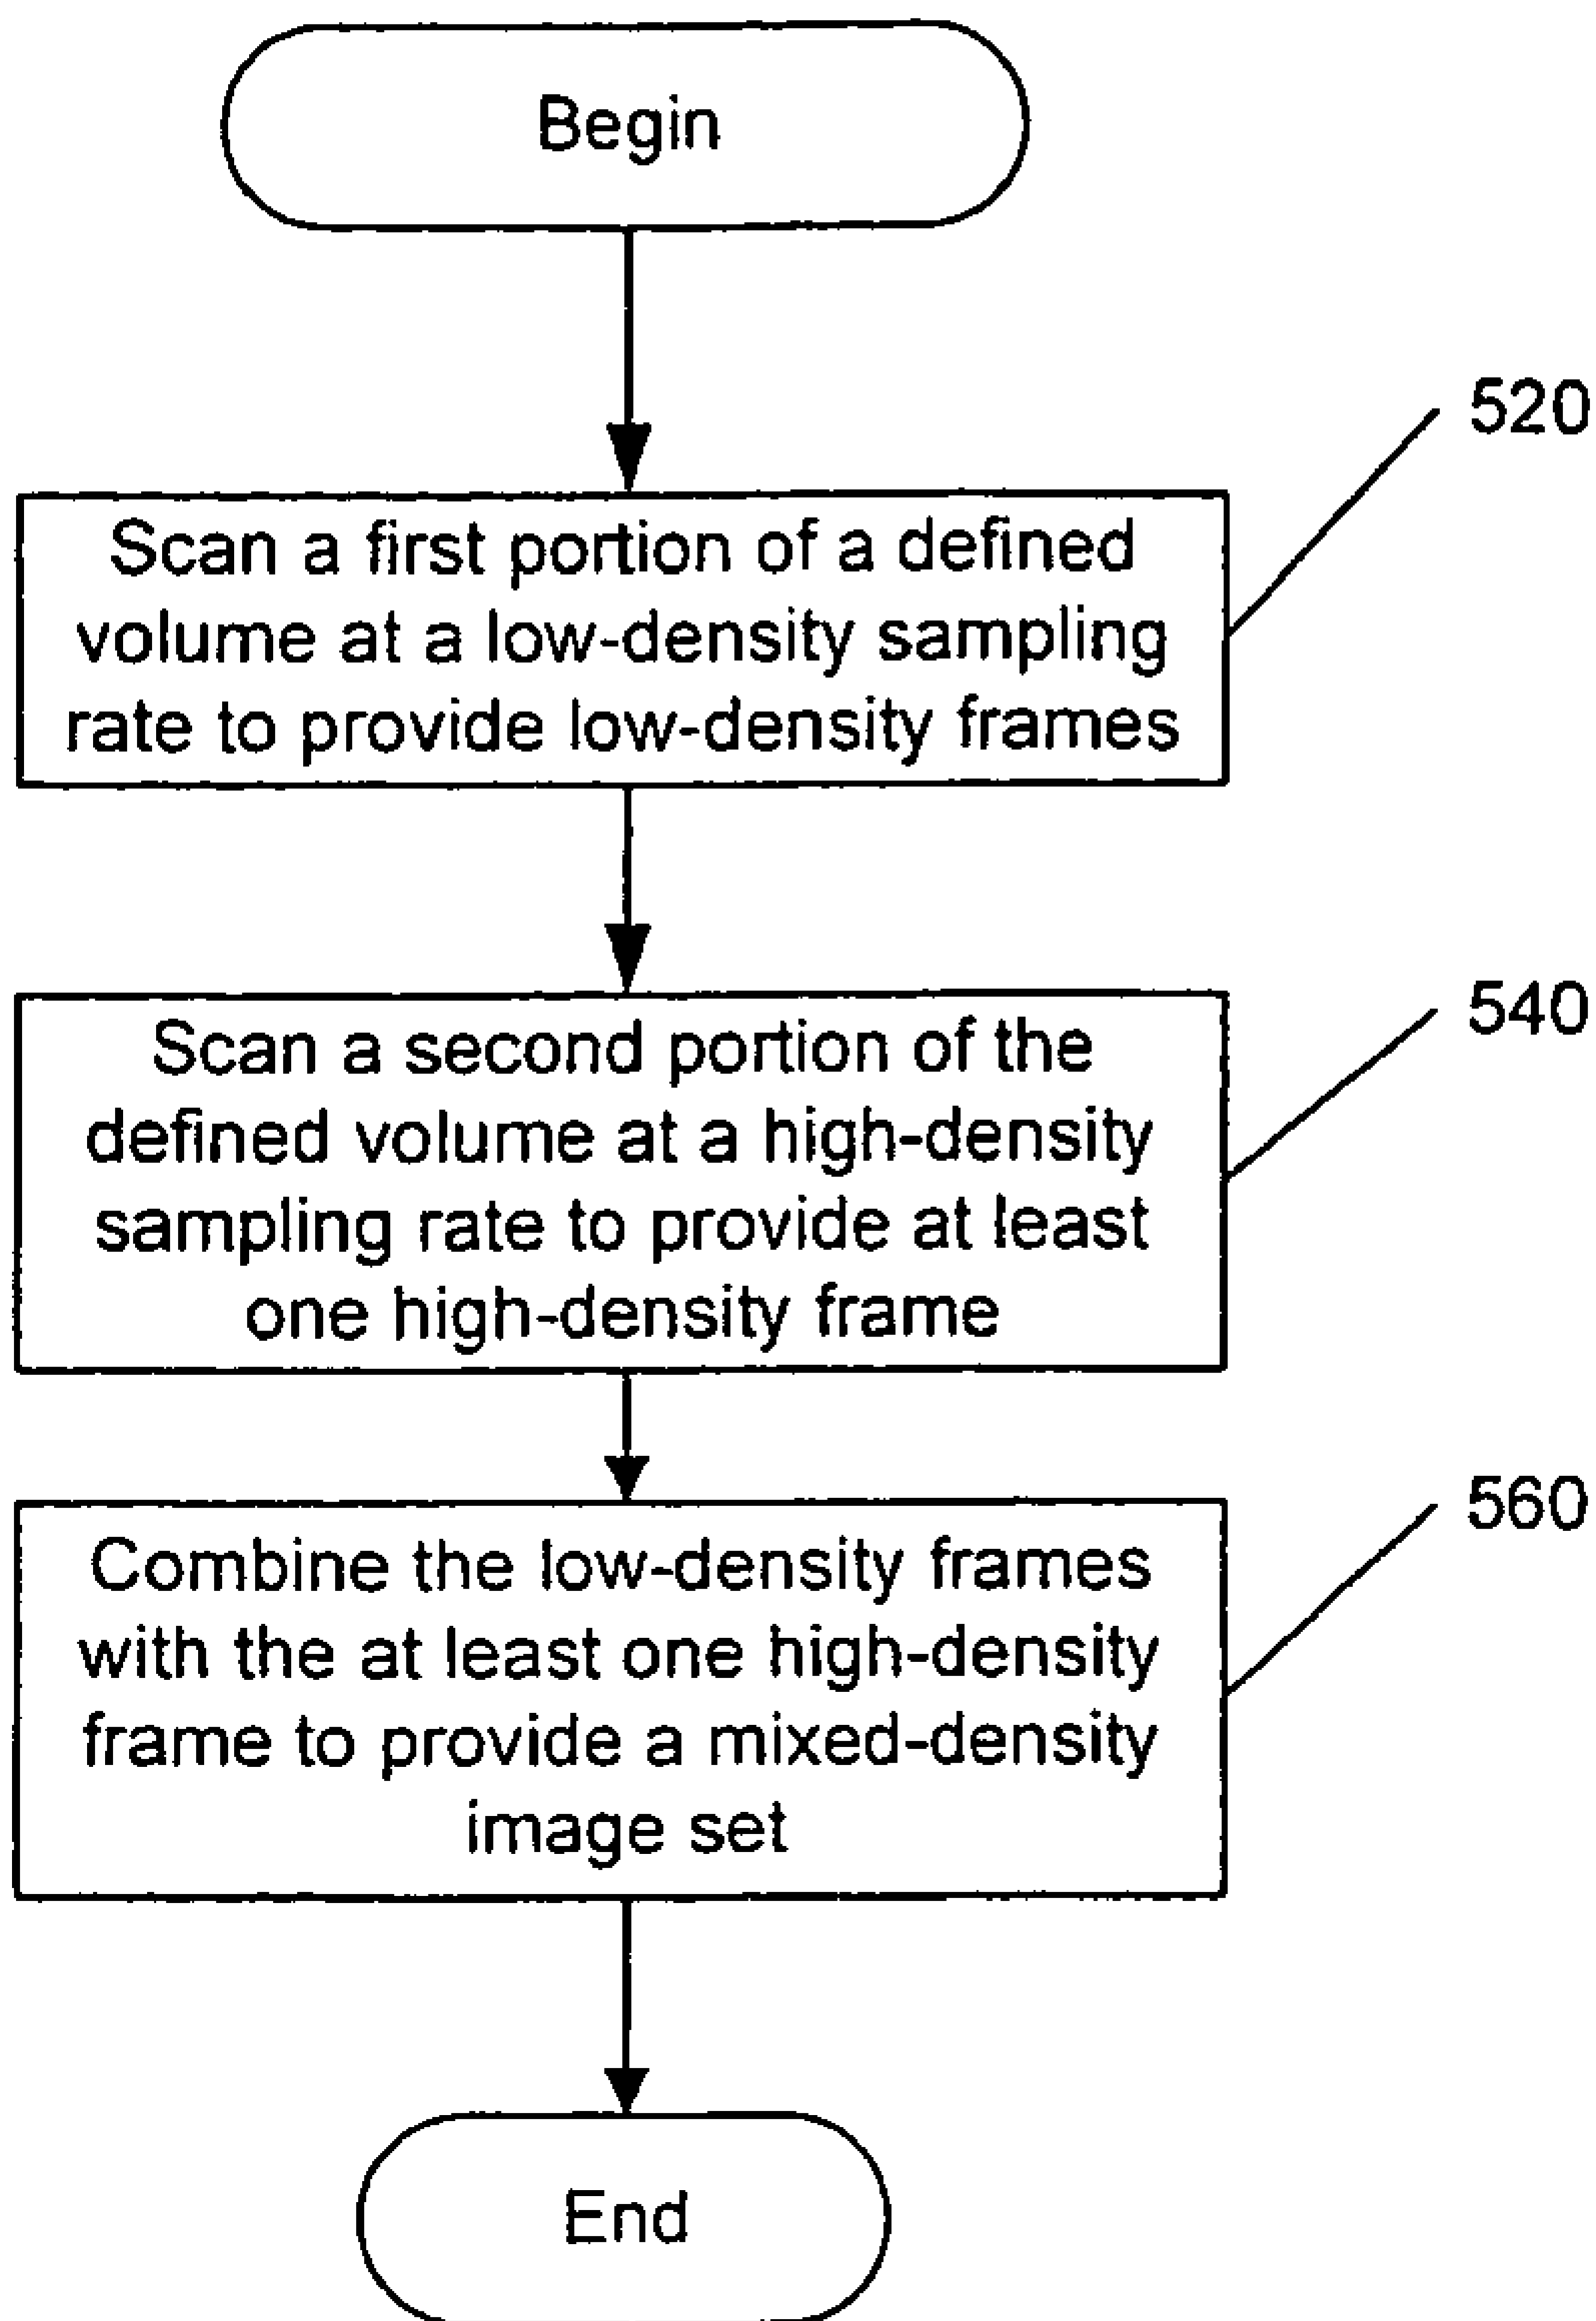 Begin
520
Scan a first portion of a defined
volume at a low-density sampling
rate to provide low-density frames
540
Scan a second portion of the
defined volume at a high-density
sampling rate to provide at least
one high-density frame
560
Combine the low-density frames
with the at least one high-density
frame to provide a mixed-density
image set
End